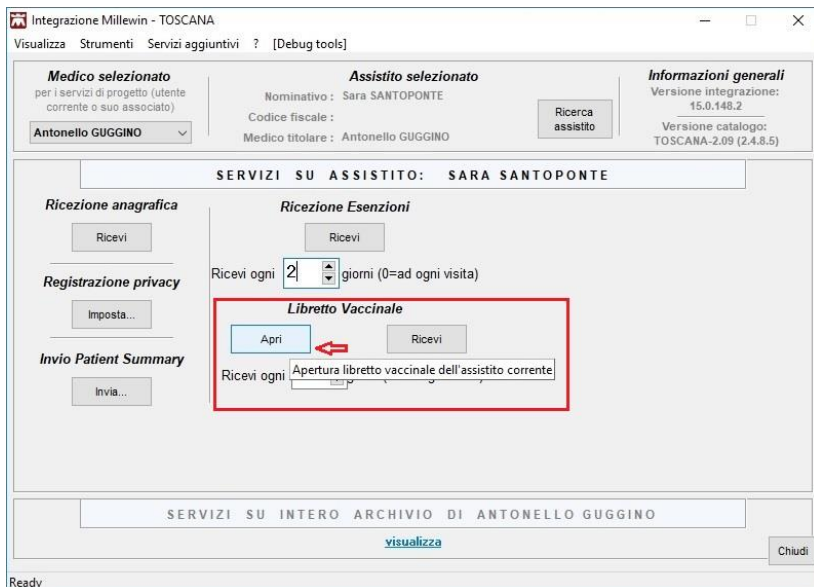 Integrazione Millewin - TOSCANA
Visualizza Strumenti Servizi aggiuntivi ? [Debug tools]
Medico selezionato
per i servizi di progetto (utente
corrente o suo associato)
Antonello GUGGINO
Assistito selezionato
Nominativo : Sara SANTOPONTE
Codice fiscale :
Medico titolare : Antonello GUGGINO
Ricerca
assistito
Informazioni generali
Versione integrazione:
15.0.148.2
Versione catalogo:
TOSCANA-2.09 (2.4.8.5)
SERVIZI SU ASSISTITO: SARA SANTOPONTE
Ricezione anagrafica
Ricevi
Registrazione privacy
Imposta...
Invio Patient Summary
Invia...
Ricezione Esenzioni
Ricevi
Ricevi ogni 2 giorni (0=ad ogni visita)
Libretto Vaccinale
Apri Ricevi
Apertura libretto vaccinale dell'assistito corrente
Ricevi ogni
SERVIZI SU INTERO ARCHIVIO DI ANTONELLO GUGGINO
visualizza
Chiudi
Ready